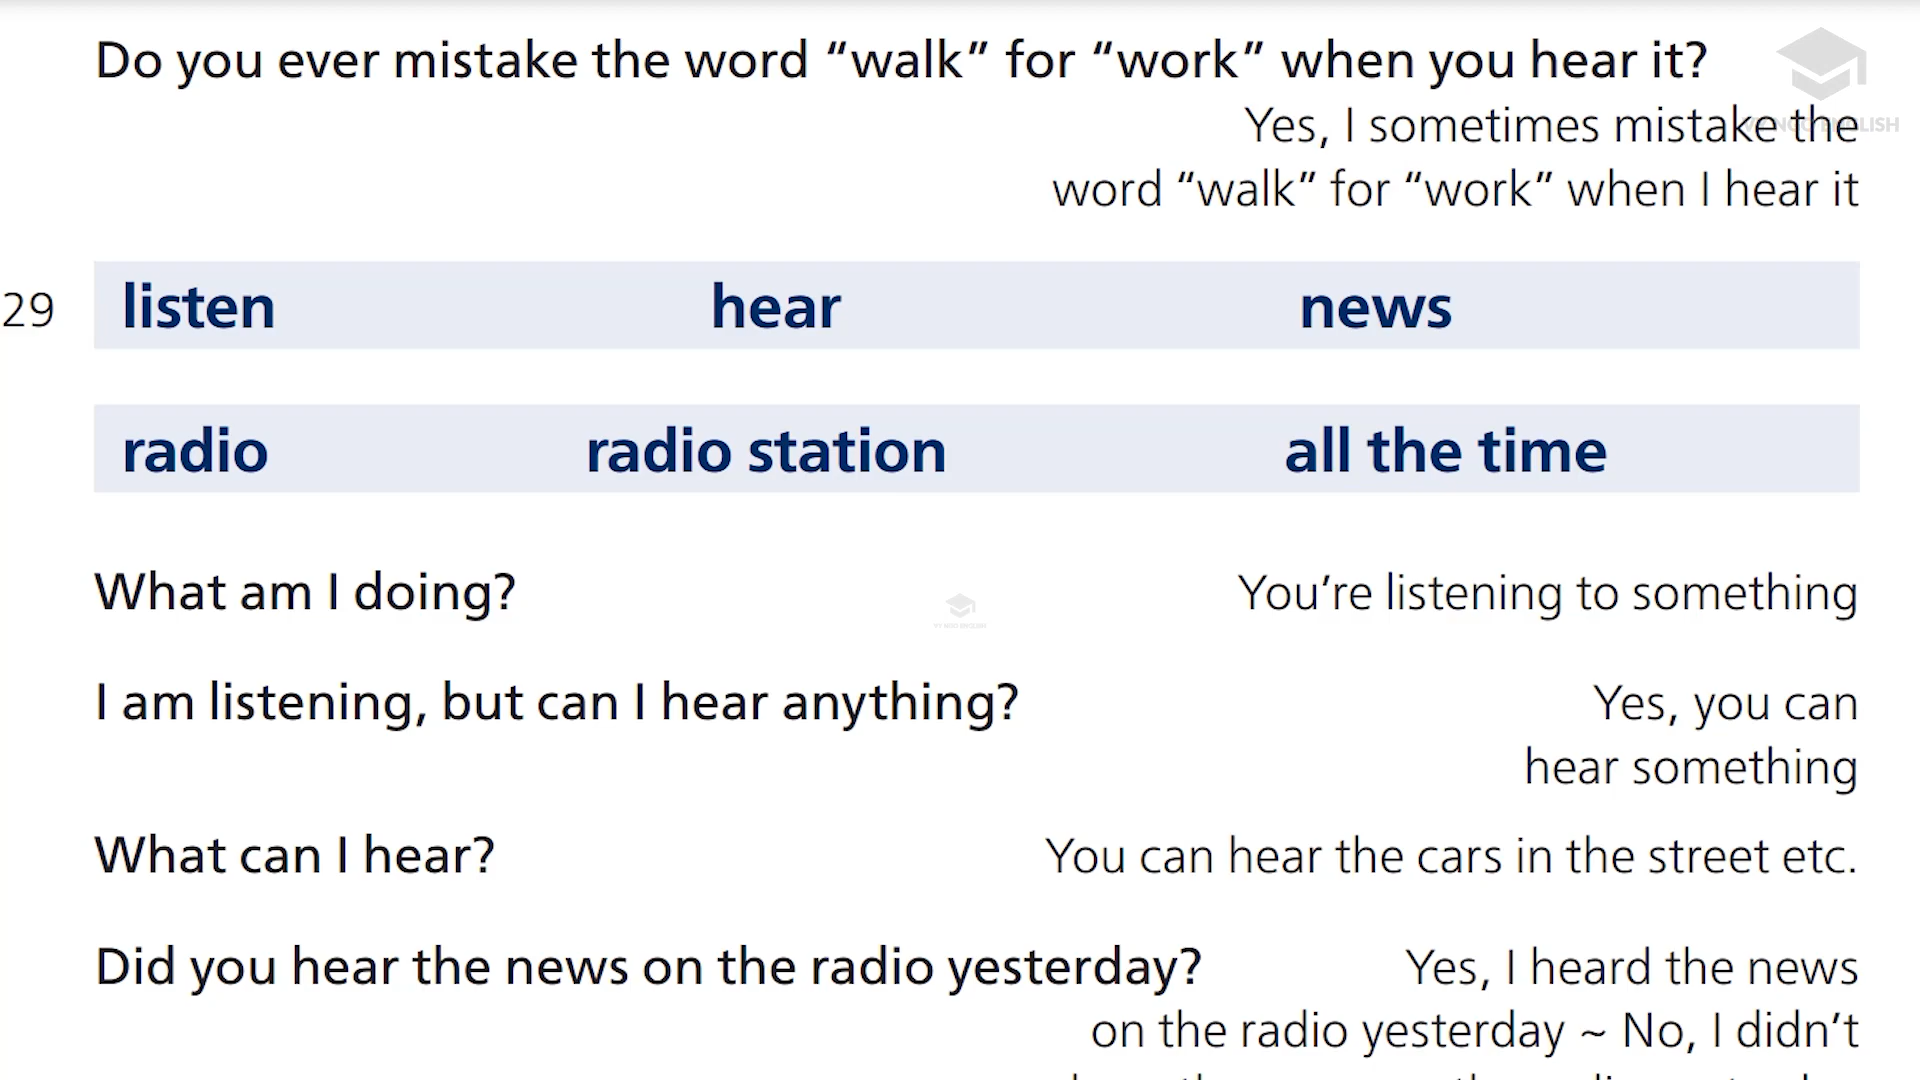 Do you ever mistake the word “walk” for “work” when you hear it?
Yes, I sometimes mistake the
word “walk” for “work” when I hear it
29 listen hear news
radio radio station all the time
What am I doing? You’re listening to something
I am listening, but can I hear anything? Yes, you can
hear something
What can I hear? You can hear the cars in the street etc.
Did you hear the news on the radio yesterday? Yes, I heard the news
on the radio yesterday ~ No, I didn’t